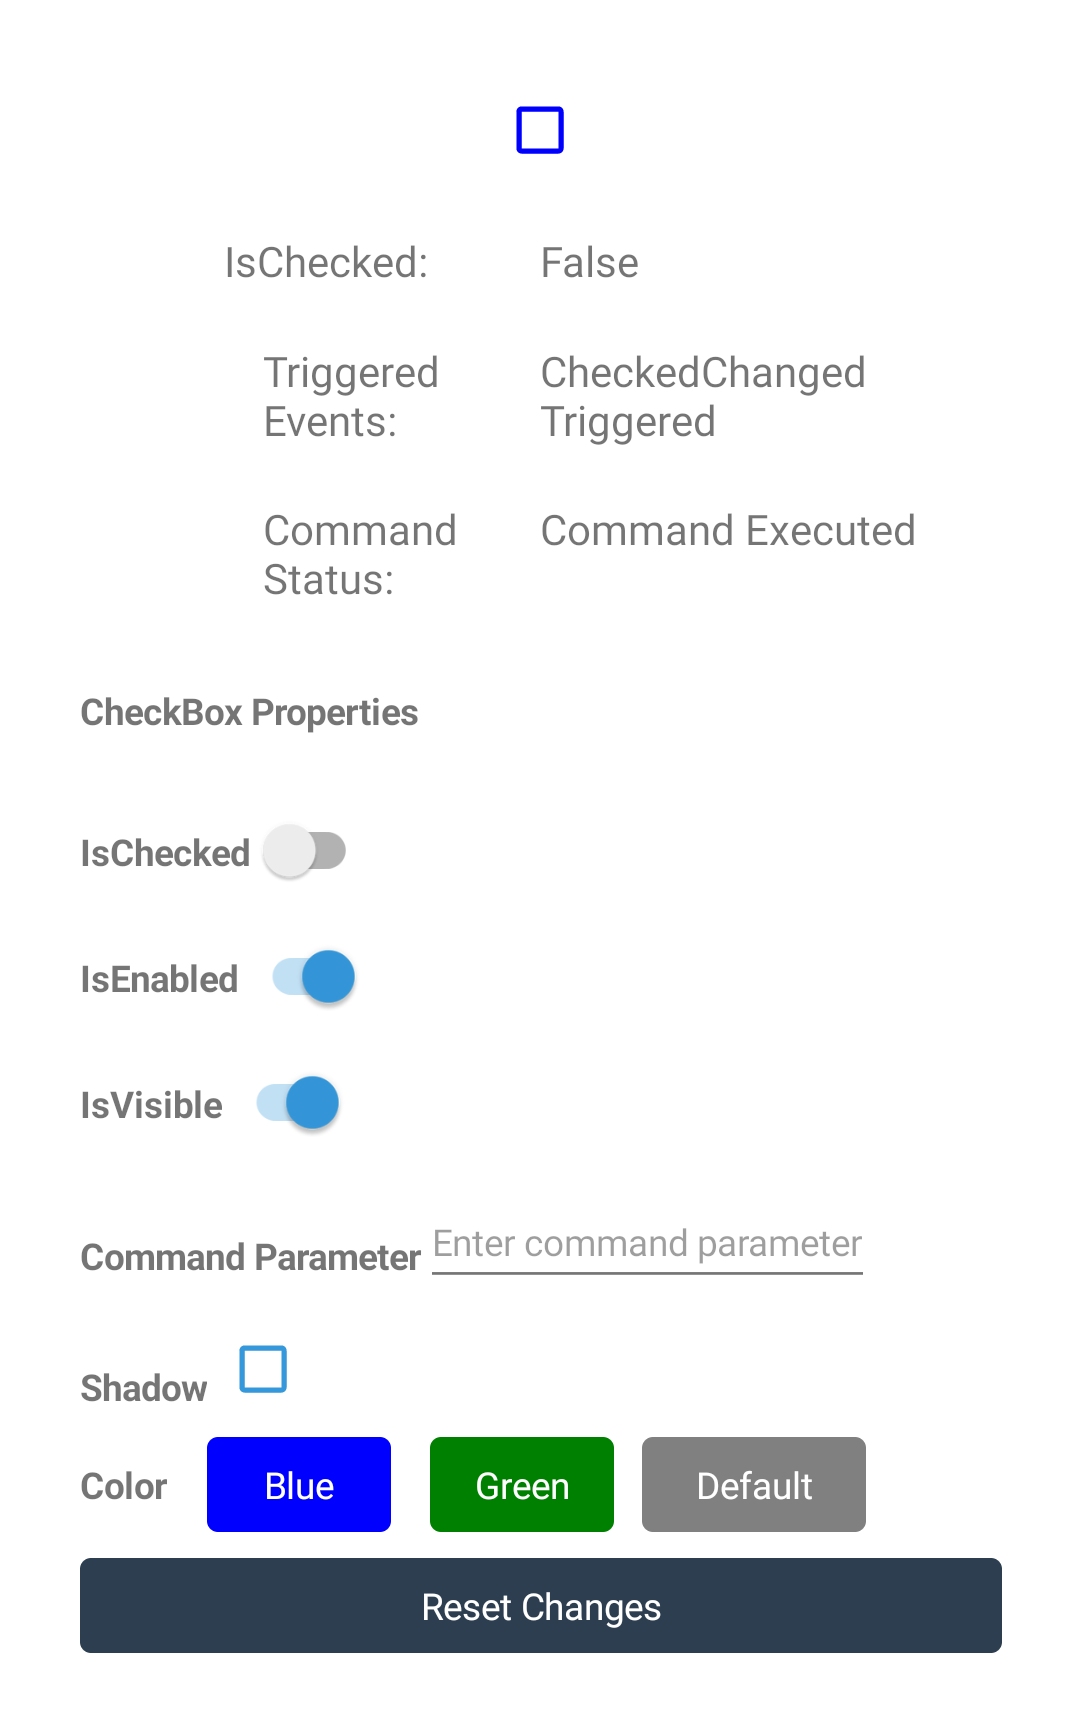 IsChecked: False
Triggered Events: CheckedChanged Triggered
Command Status: Command Executed
CheckBox Properties
IsChecked
IsEnabled
IsVisible
Command Parameter Enter command parameter
Shadow
Color Blue Green Default
Reset Changes